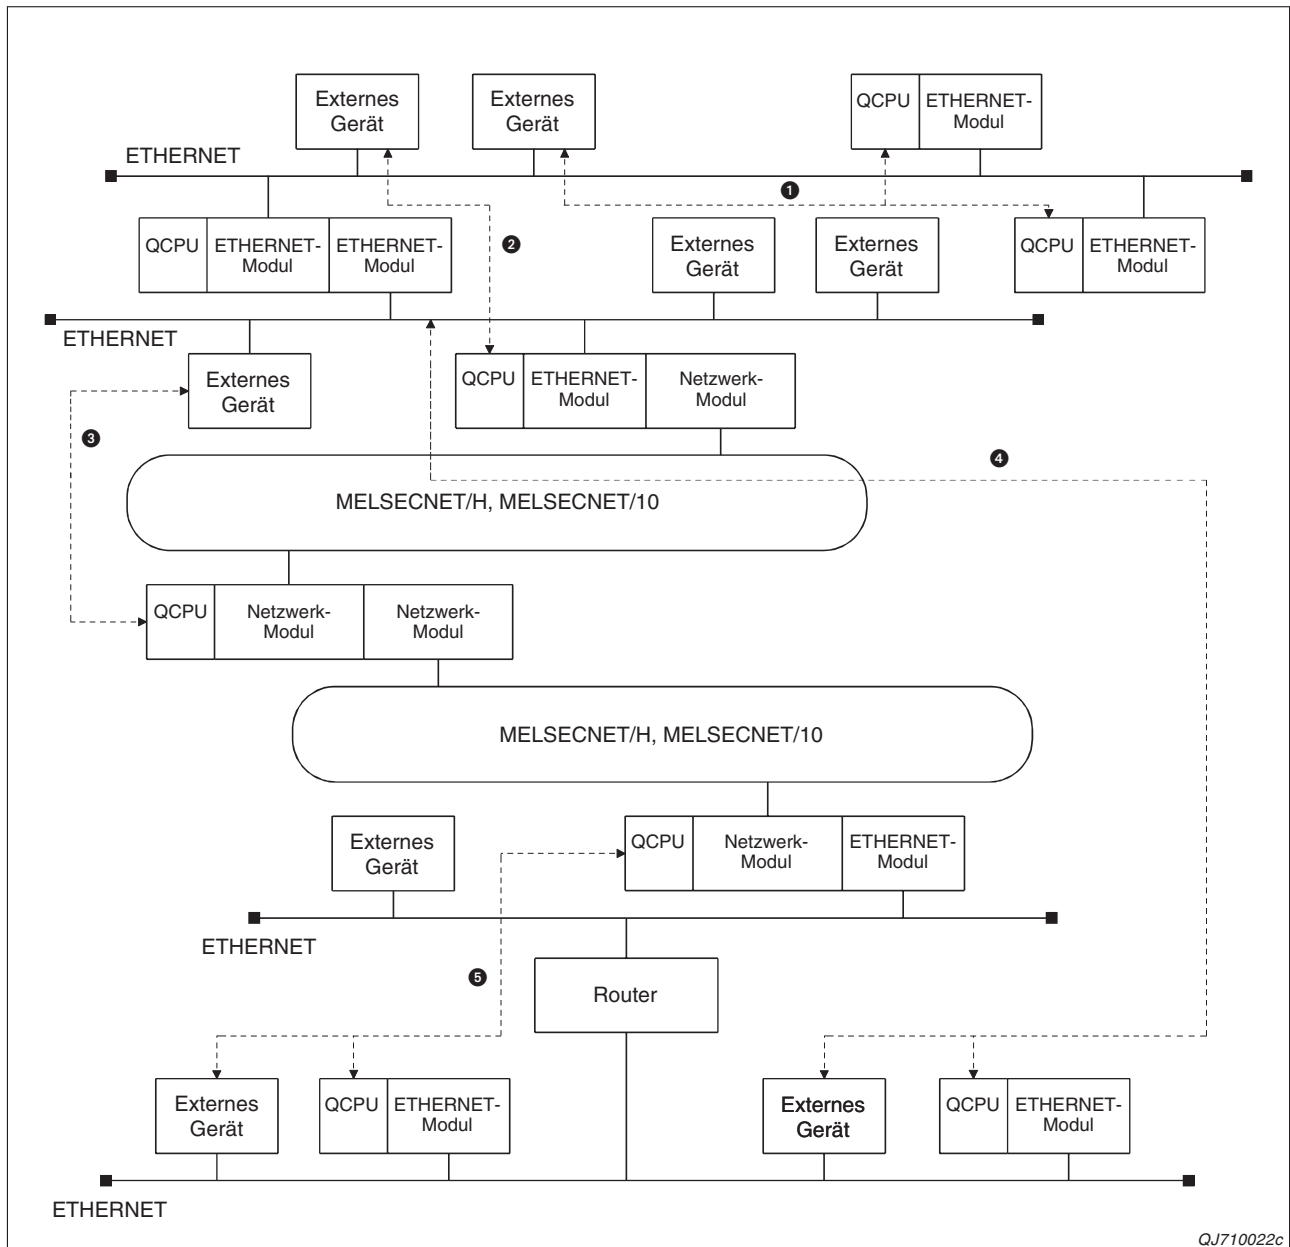 Externes
Gerät
Externes
Gerät
QCPU
ETHERNET-
Modul
ETHERNET
❶
QCPU
ETHERNET-
Modul
ETHERNET-
Modul
❷
Externes
Gerät
Externes
Gerät
QCPU
ETHERNET-
Modul
ETHERNET
Externes
Gerät
QCPU
ETHERNET-
Modul
Netzwerk-
Modul
❸
❹
MELSECNET/H, MELSECNET/10
QCPU
Netzwerk-
Modul
Netzwerk-
Modul
MELSECNET/H, MELSECNET/10
Externes
Gerät
QCPU
Netzwerk-
Modul
ETHERNET-
Modul
ETHERNET
❺
Router
Externes
Gerät
QCPU
ETHERNET-
Modul
Externes
Gerät
QCPU
ETHERNET-
Modul
ETHERNET
QJ710022c